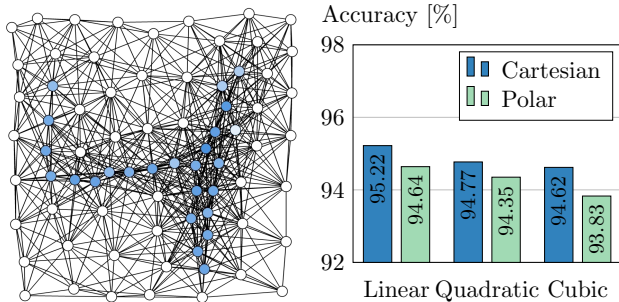 Accuracy [%]
98
96
94
92
Cartesian
Polar
95.22
94.64
94.77
94.35
94.62
93.83
Linear Quadratic Cubic